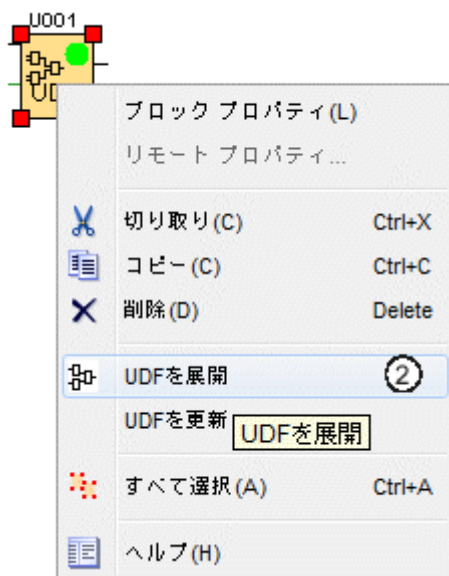 U001
UD
ブロック プロパティ(L)
リモート プロパティ...
切り取り(C) Ctrl+X
コピー(C) Ctrl+C
削除(D) Delete
UDFを展開 2
UDFを更新
UDFを展開
すべて選択(A) Ctrl+A
ヘルプ(H)